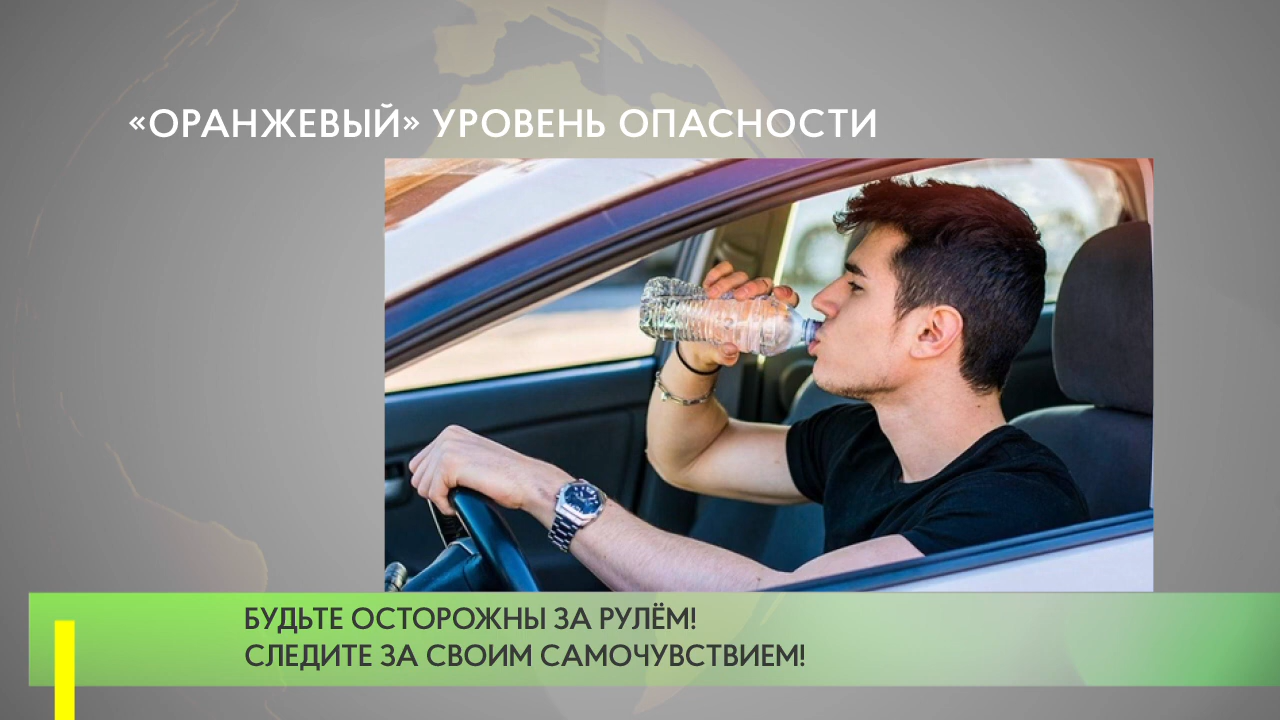 «ОРАНЖЕВЫЙ» УРОВЕНЬ ОПАСНОСТИ
БУДЬТЕ ОСТОРОЖНЫ ЗА РУЛЁМ!
СЛЕДИТЕ ЗА СВОИМ САМОЧУВСТВИЕМ!